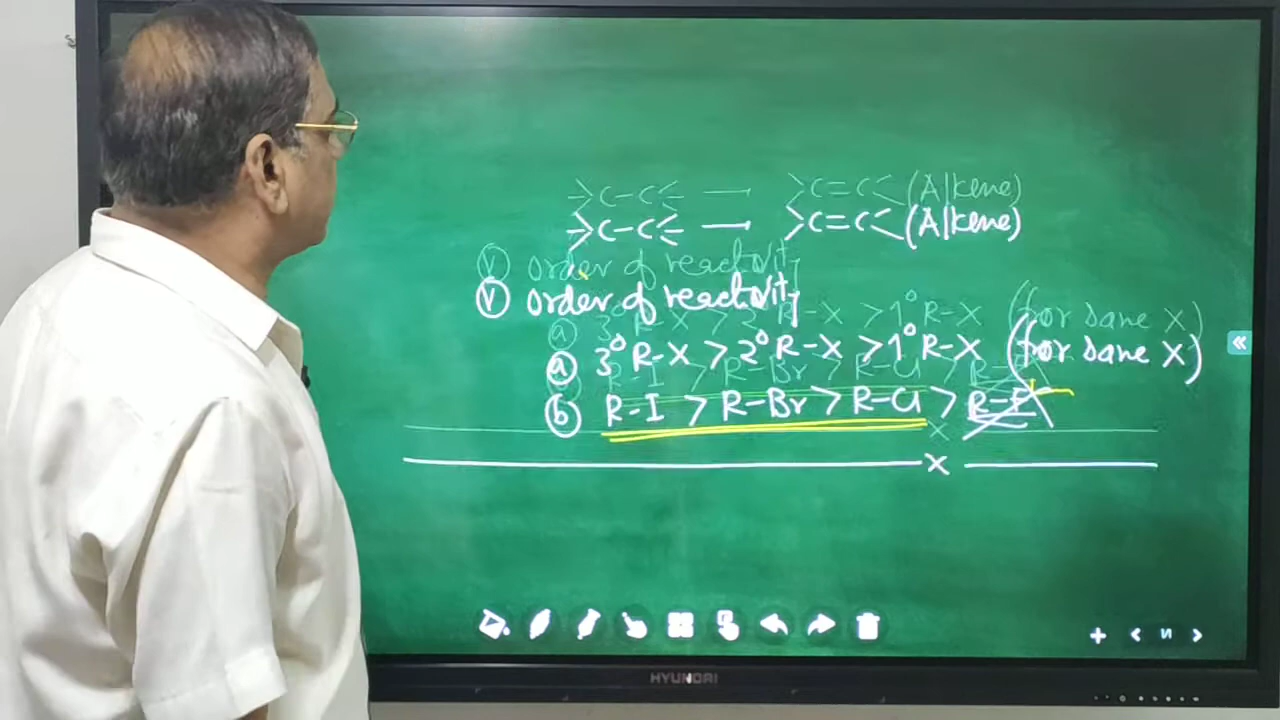 >C-C< — >C=C< (Alkene)
(v) order of reactivity
(a) 3° R-X > 2° R-X > 1° R-X (for same X)
(b) R-I > R-Br > R-Cl > R-F
x
HYUNDAI